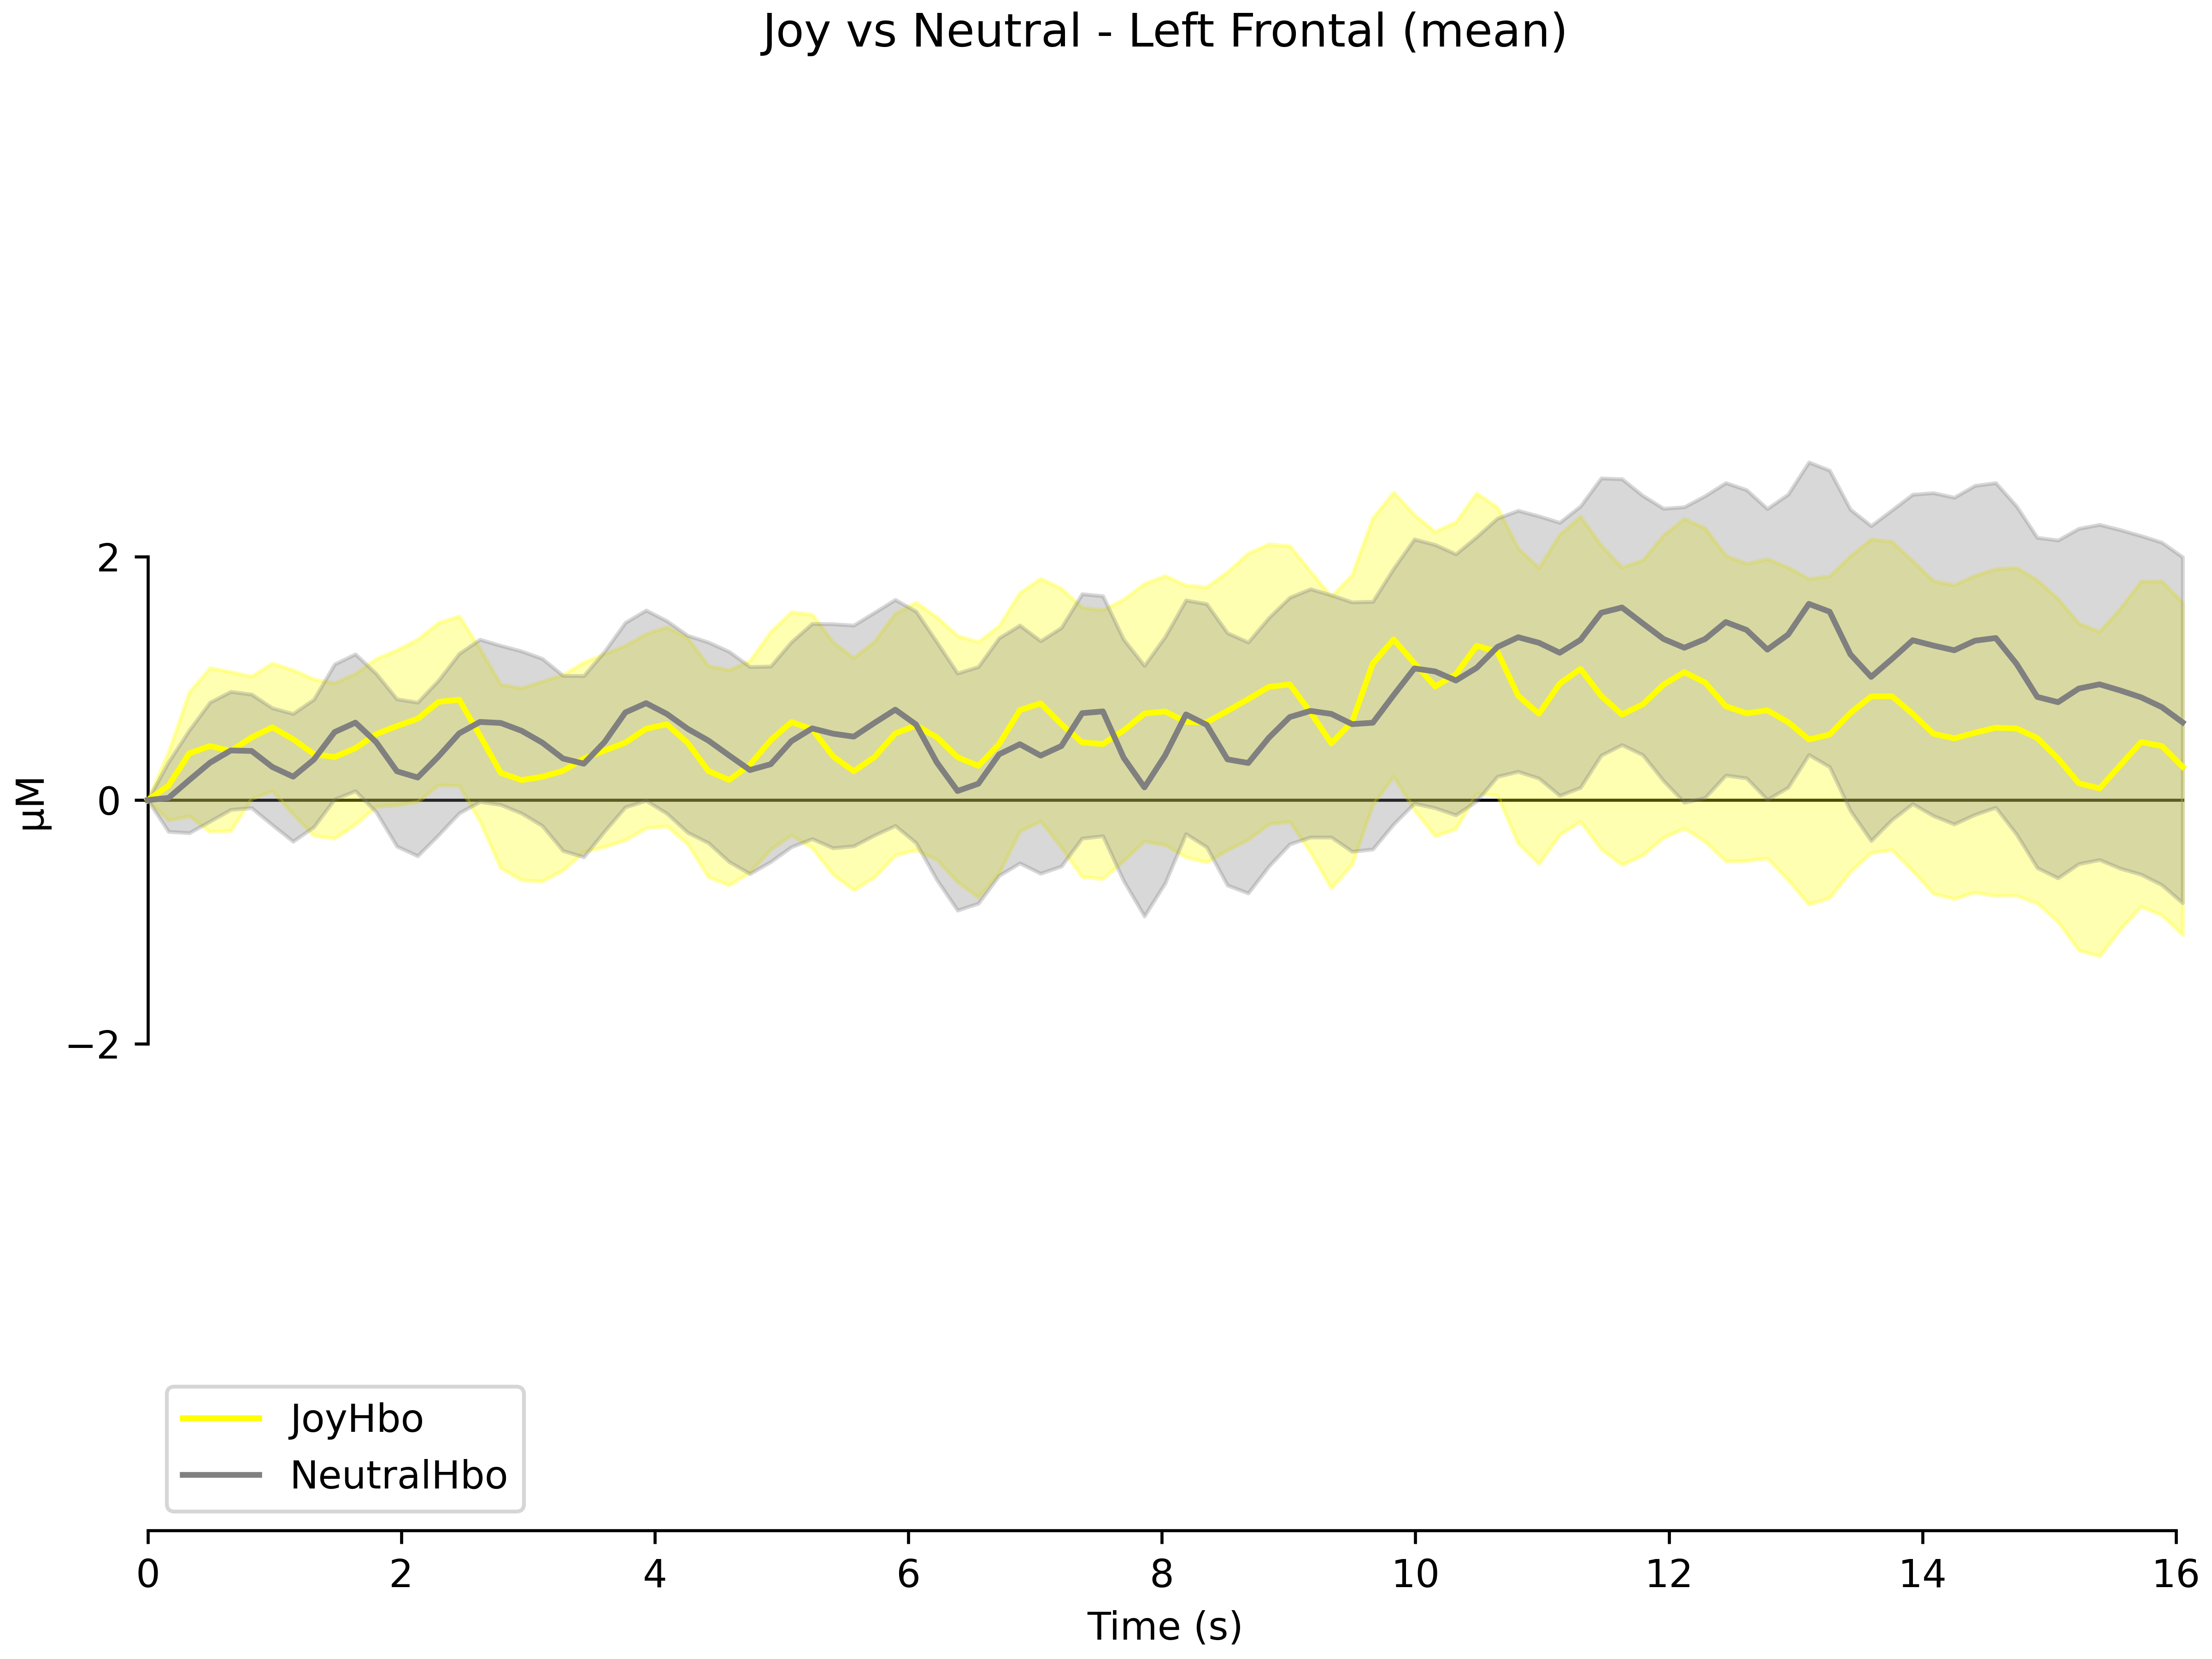 Joy vs Neutral - Left Frontal (mean)
μM
2
0
−2
JoyHbo
NeutralHbo
0 2 4 6 8 10 12 14 16
Time (s)